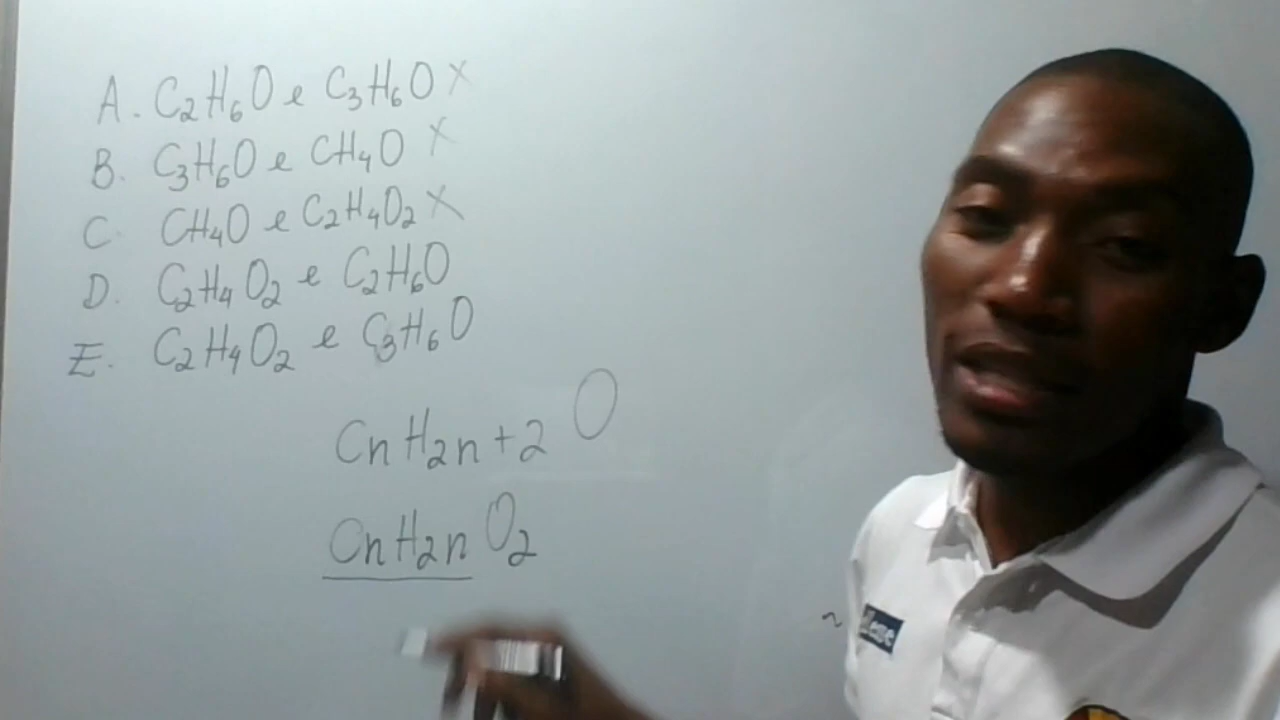 A. C₂H₆O e C₃H₆O X
B. C₃H₆O e CH₄O X
C. CH₄O e C₂H₄O₂ X
D. C₂H₄O₂ e C₂H₆O
E. C₂H₄O₂ e C₃H₆O
CnH₂n+2 O
CnH₂n O₂